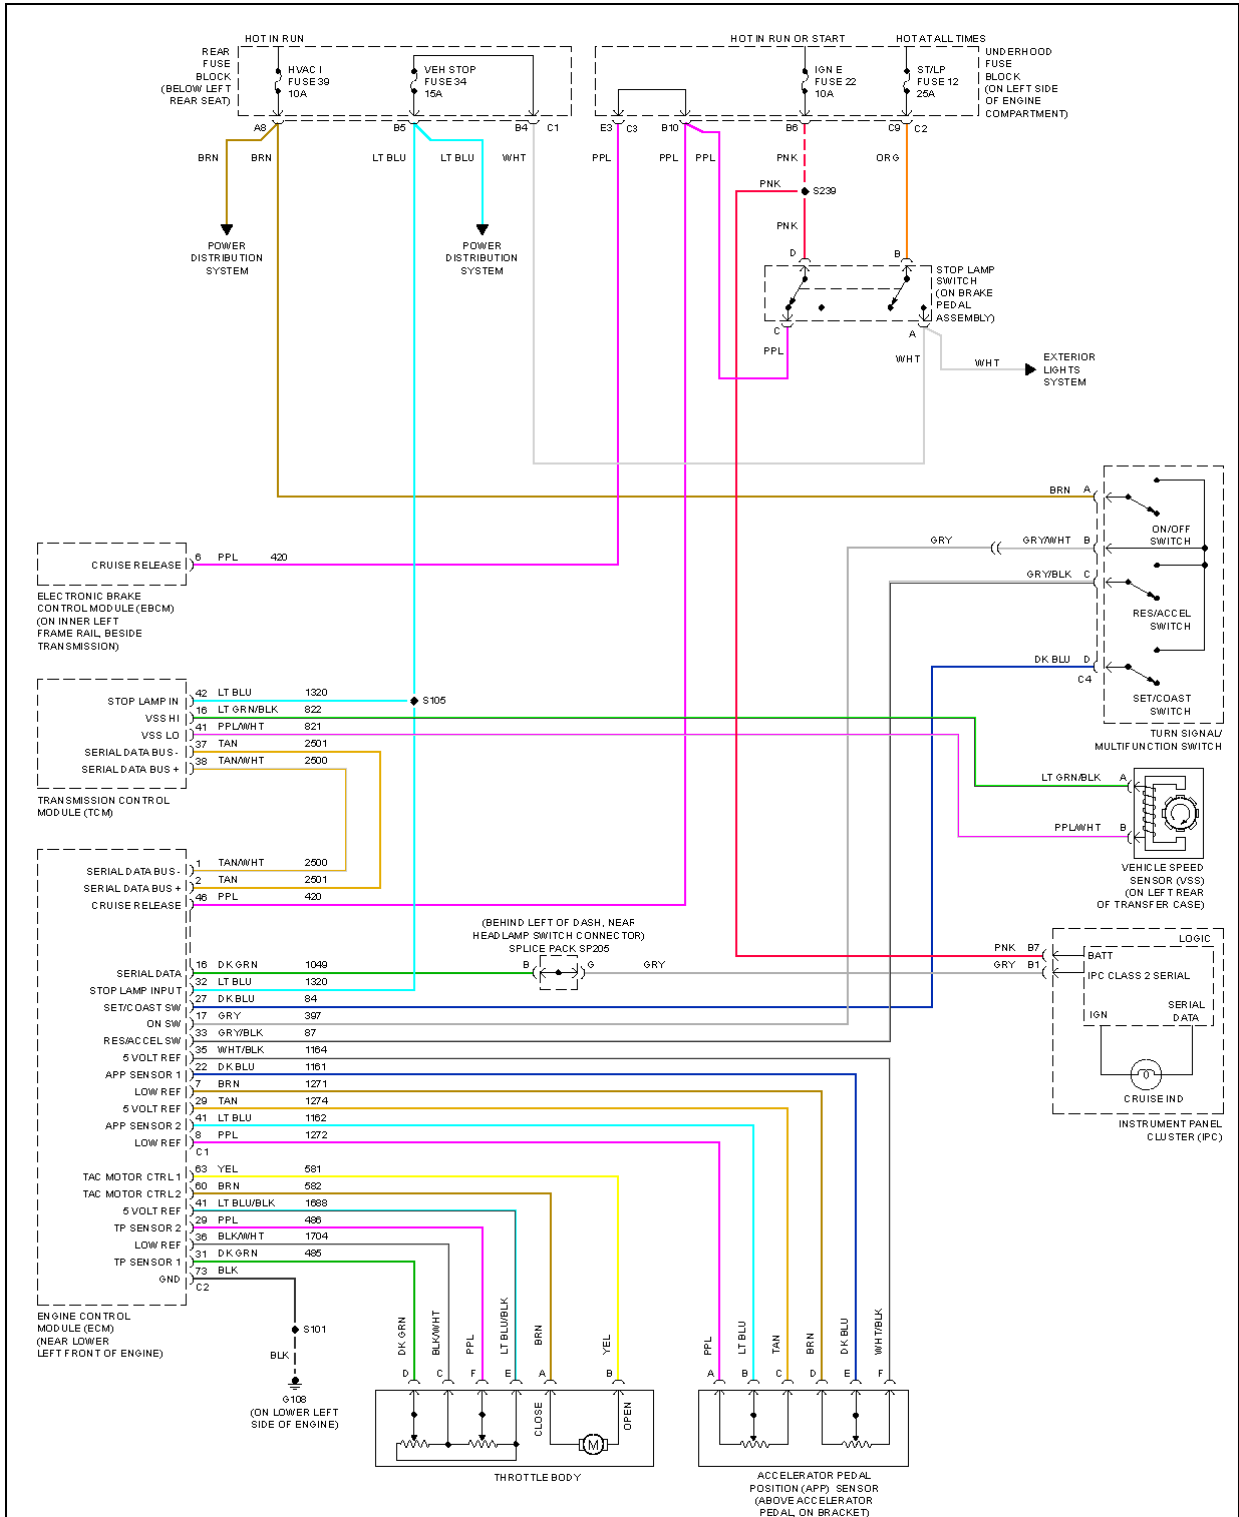 HOT IN RUN
HOT IN RUN OR START
HOT AT ALL TIMES
REAR
FUSE
BLOCK
(BELOW LEFT
REAR SEAT)
HVAC I
FUSE 39
10A
VEH STOP
FUSE 34
15A
IGN E
FUSE 22
10A
ST/LP
FUSE 12
25A
UNDERHOOD
FUSE
BLOCK
(ON LEFT SIDE
OF ENGINE
COMPARTMENT)
A8 B5 B4 C1 E3 C3 B10 B6 C9 C2
BRN BRN LT BLU LT BLU WHT PPL PPL PPL PNK ORG
PNK S239
PNK
POWER
DISTRIBUTION
SYSTEM
POWER
DISTRIBUTION
SYSTEM
D B
STOP LAMP
SWITCH
(ON BRAKE
PEDAL
ASSEMBLY)
C A
PPL WHT WHT
EXTERIOR
LIGHTS
SYSTEM
BRN A
ON/OFF
SWITCH
GRY GRY/WHT B
GRY/BLK C
RES/ACCEL
SWITCH
DK BLU D
C4
SET/COAST
SWITCH
TURN SIGNAL/
MULTIFUNCTION SWITCH
CRUISE RELEASE 6 PPL 420
ELECTRONIC BRAKE
CONTROL MODULE (EBCM)
(ON INNER LEFT
FRAME RAIL, BESIDE
TRANSMISSION)
STOP LAMP IN 42 LT BLU 1320 S105
VSS HI 16 LT GRN/BLK 822
VSS LO 41 PPL/WHT 821
SERIAL DATA BUS - 37 TAN 2501
SERIAL DATA BUS + 38 TAN/WHT 2500
TRANSMISSION CONTROL
MODULE (TCM)
LT GRN/BLK A
PPL/WHT B
VEHICLE SPEED
SENSOR (VSS)
(ON LEFT REAR
OF TRANSFER CASE)
SERIAL DATA BUS - 1 TAN/WHT 2500
SERIAL DATA BUS + 2 TAN 2501
CRUISE RELEASE 46 PPL 420
(BEHIND LEFT OF DASH, NEAR
HEADLAMP SWITCH CONNECTOR)
SPLICE PACK SP205
B G GRY
PNK B7
GRY B1
LOGIC
BATT
IPC CLASS 2 SERIAL
SERIAL
DATA
IGN
CRUISE IND
INSTRUMENT PANEL
CLUSTER (IPC)
SERIAL DATA 16 DK GRN 1049
STOP LAMP INPUT 32 LT BLU 1320
SET/COAST SW 27 DK BLU 84
ON SW 17 GRY 397
RES/ACCEL SW 33 GRY/BLK 87
5 VOLT REF 35 WHT/BLK 1164
APP SENSOR 1 22 DK BLU 1161
LOW REF 7 BRN 1271
5 VOLT REF 29 TAN 1274
APP SENSOR 2 41 LT BLU 1162
LOW REF 8 PPL 1272
C1
TAC MOTOR CTRL 1 63 YEL 581
TAC MOTOR CTRL 2 60 BRN 582
5 VOLT REF 41 LT BLU/BLK 1688
TP SENSOR 2 29 PPL 486
LOW REF 36 BLK/WHT 1704
TP SENSOR 1 31 DK GRN 485
GND 73 BLK
C2
ENGINE CONTROL
MODULE (ECM)
(NEAR LOWER
LEFT FRONT OF ENGINE)
S101
BLK
G108
(ON LOWER LEFT
SIDE OF ENGINE)
DK GRN BLK/WHT PPL LT BLU/BLK BRN YEL
D C F E A B
CLOSE OPEN
M
THROTTLE BODY
PPL LT BLU TAN BRN DK BLU WHT/BLK
A B C D E F
ACCELERATOR PEDAL
POSITION (APP) SENSOR
(ABOVE ACCELERATOR
PEDAL, ON BRACKET)